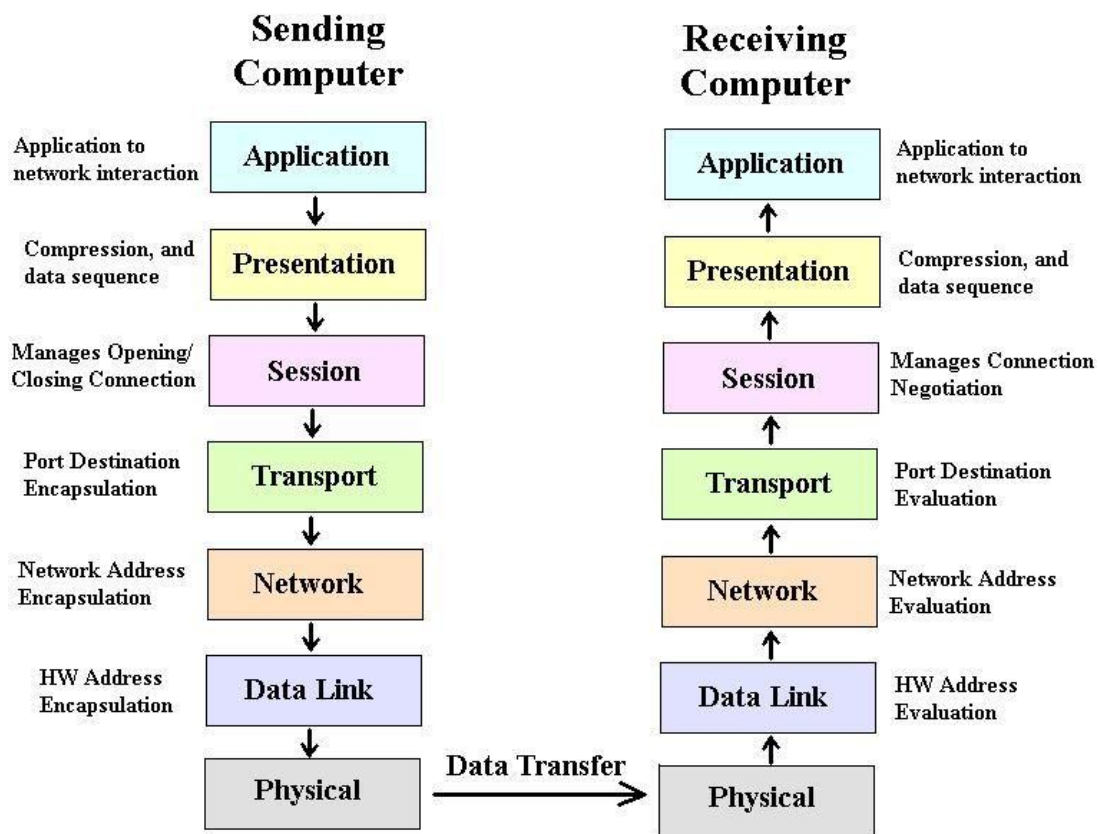 Sending
Computer
Application to
network interaction
Application
Compression, and
data sequence
Presentation
Manages Opening/
Closing Connection
Session
Port Destination
Encapsulation
Transport
Network Address
Encapsulation
Network
HW Address
Encapsulation
Data Link
Physical
Data Transfer
Receiving
Computer
Application
Application to
network interaction
Presentation
Compression, and
data sequence
Session
Manages Connection
Negotiation
Transport
Port Destination
Evaluation
Network
Network Address
Evaluation
Data Link
HW Address
Evaluation
Physical